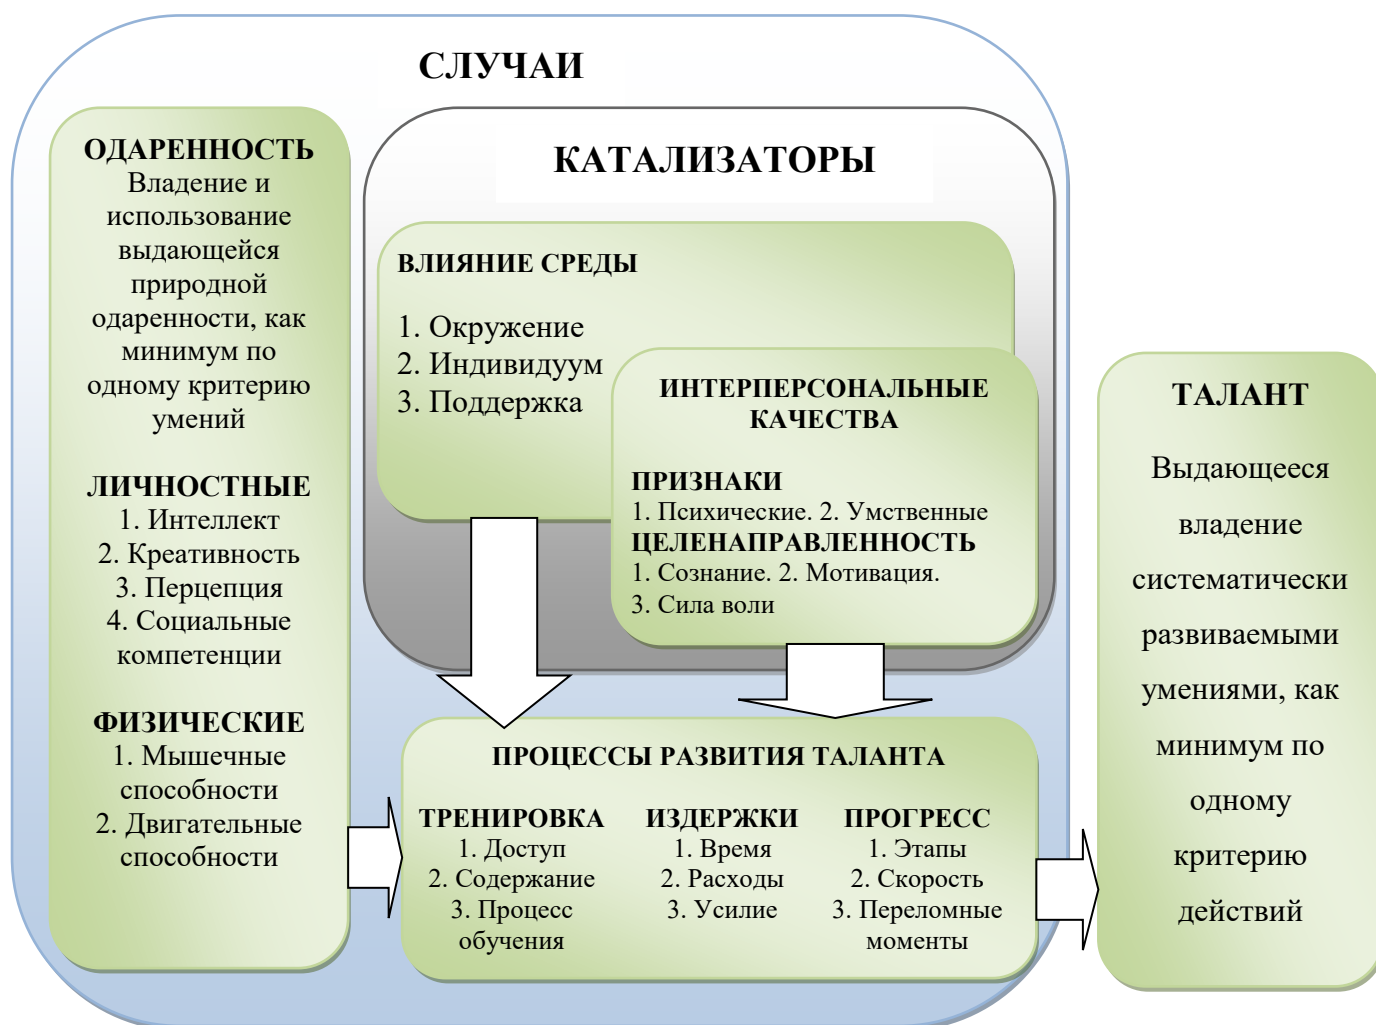 СЛУЧАИ
ОДАРЕННОСТЬ
Владение и
использование
выдающейся
природной
одаренности, как
минимум по
одному критерию
умений
ЛИЧНОСТНЫЕ
1. Интеллект
2. Креативность
3. Перцепция
4. Социальные
компетенции
ФИЗИЧЕСКИЕ
1. Мышечные
способности
2. Двигательные
способности
КАТАЛИЗАТОРЫ
ВЛИЯНИЕ СРЕДЫ
1. Окружение
2. Индивидуум
3. Поддержка
ИНТЕРПЕРСОНАЛЬНЫЕ
КАЧЕСТВА
ПРИЗНАКИ
1. Психические. 2. Умственные
ЦЕЛЕНАПРАВЛЕННОСТЬ
1. Сознание. 2. Мотивация.
3. Сила воли
ПРОЦЕССЫ РАЗВИТИЯ ТАЛАНТА
ТРЕНИРОВКА
1. Доступ
2. Содержание
3. Процесс
обучения
ИЗДЕРЖКИ
1. Время
2. Расходы
3. Усилие
ПРОГРЕСС
1. Этапы
2. Скорость
3. Переломные
моменты
ТАЛАНТ
Выдающееся
владение
систематически
развиваемыми
умениями, как
минимум по
одному
критерию
действий